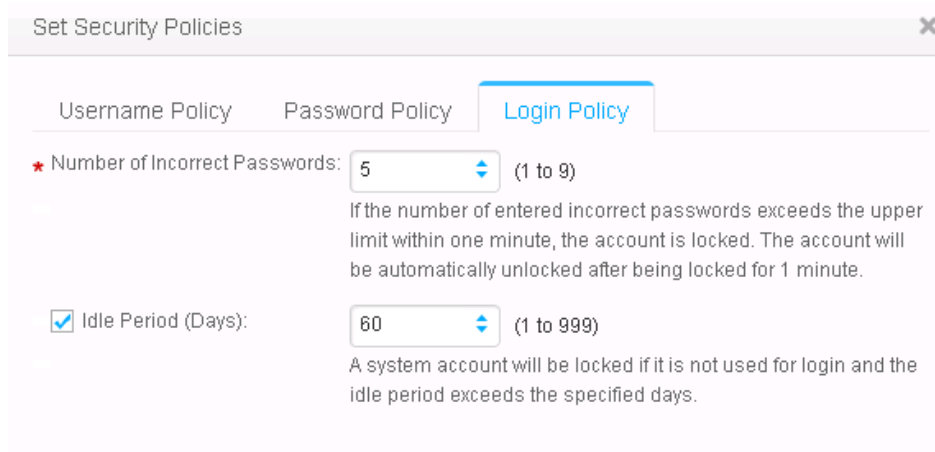 Set Security Policies
Username Policy Password Policy Login Policy
* Number of Incorrect Passwords: 5 (1 to 9)
If the number of entered incorrect passwords exceeds the upper
limit within one minute, the account is locked. The account will
be automatically unlocked after being locked for 1 minute.
Idle Period (Days): 60 (1 to 999)
A system account will be locked if it is not used for login and the
idle period exceeds the specified days.